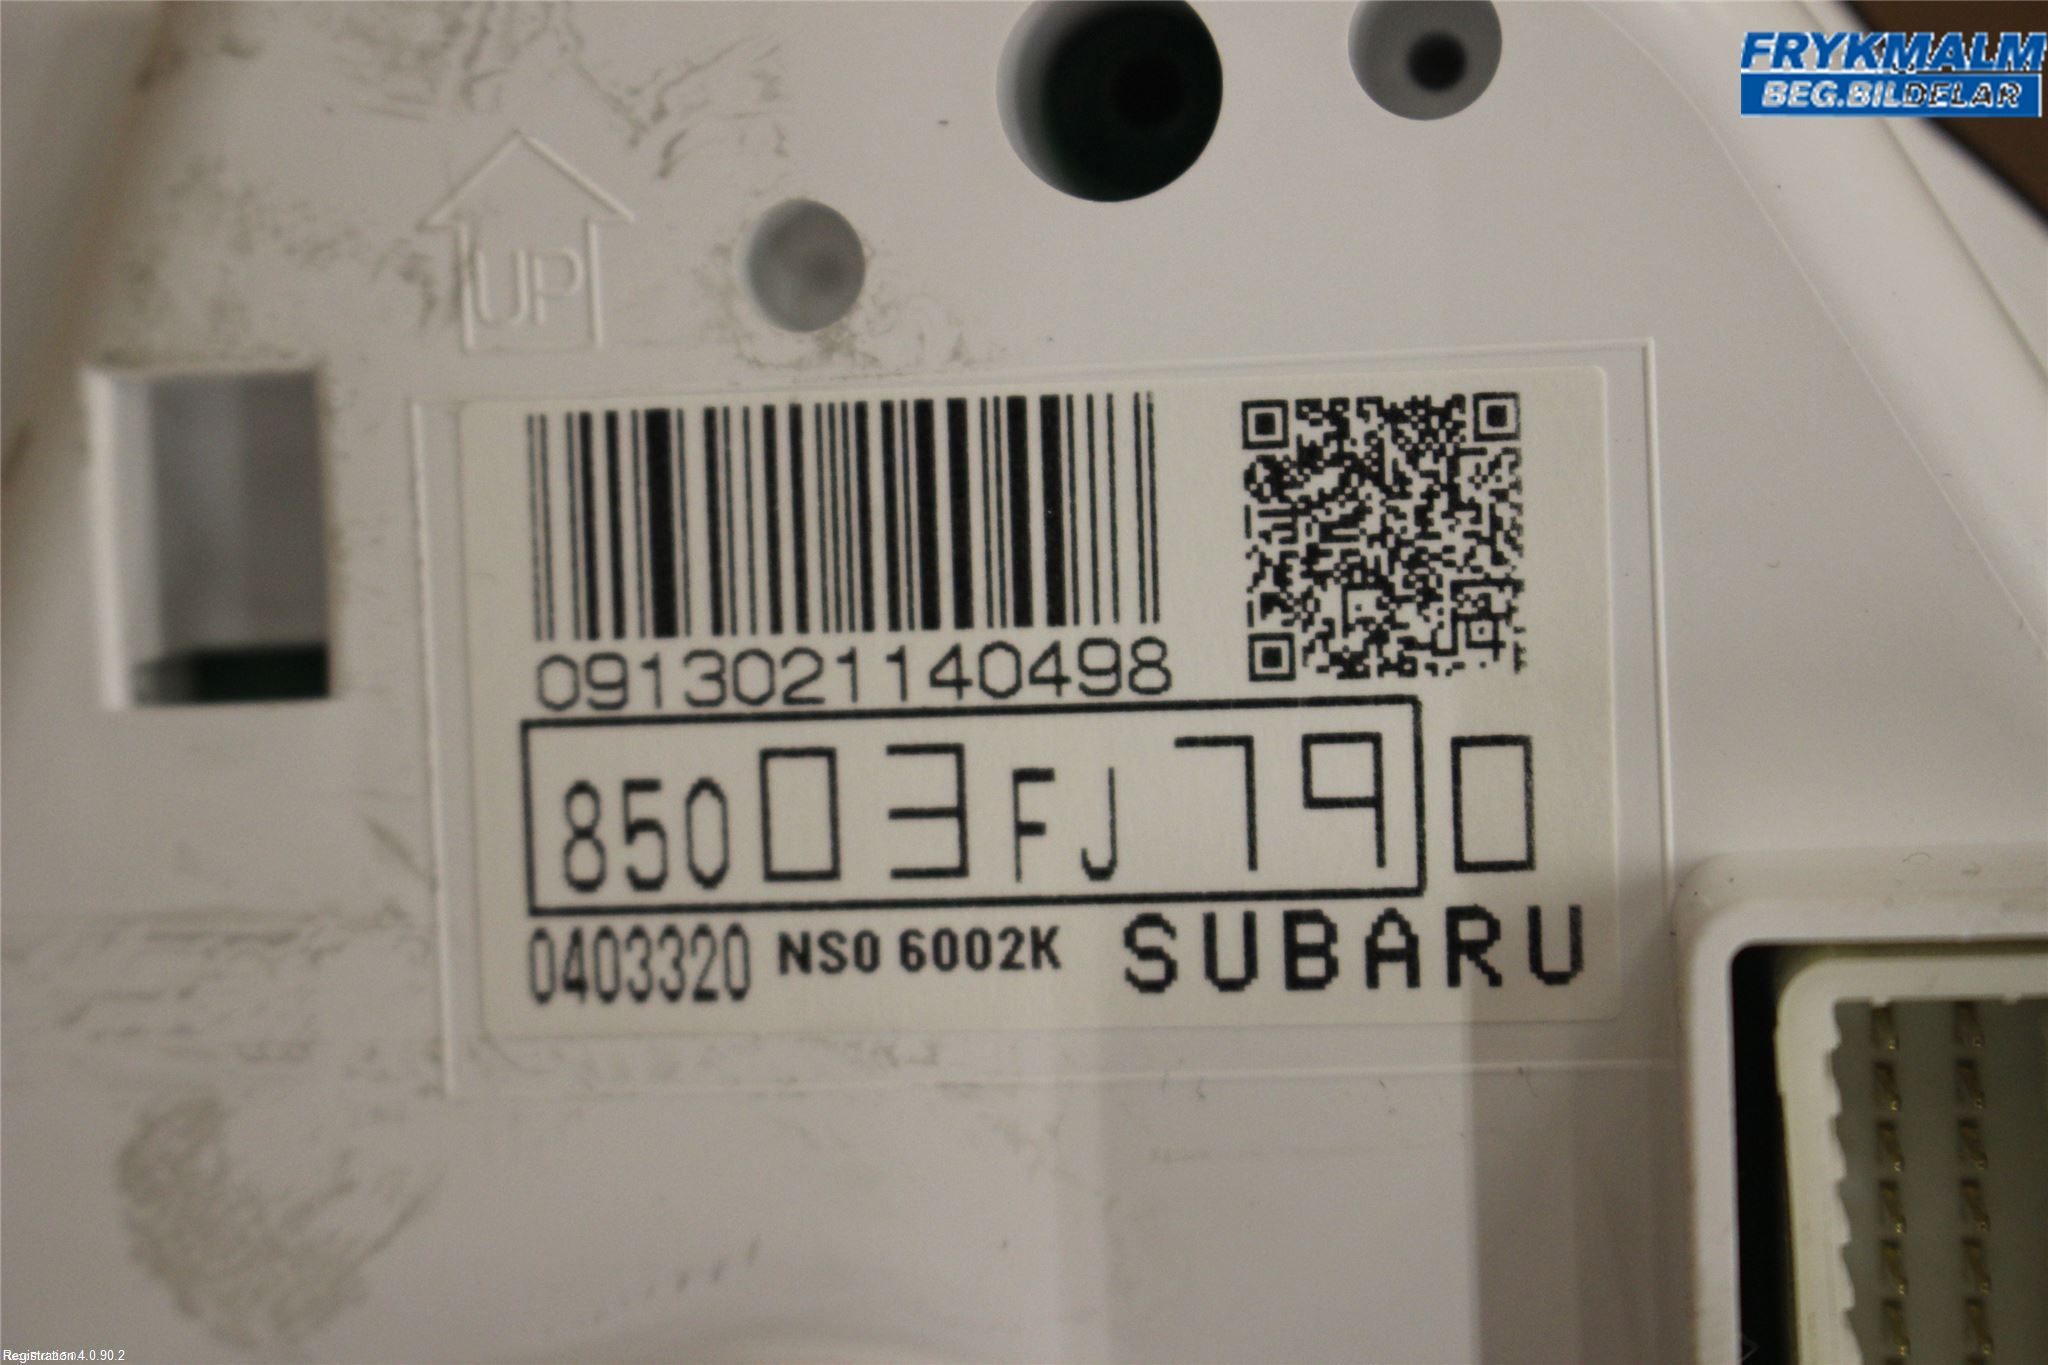 FRYKMALM
BEG.BILDELAR
UP
0913021140498
85003FJ790
0403320 NS0 6002K SUBARU